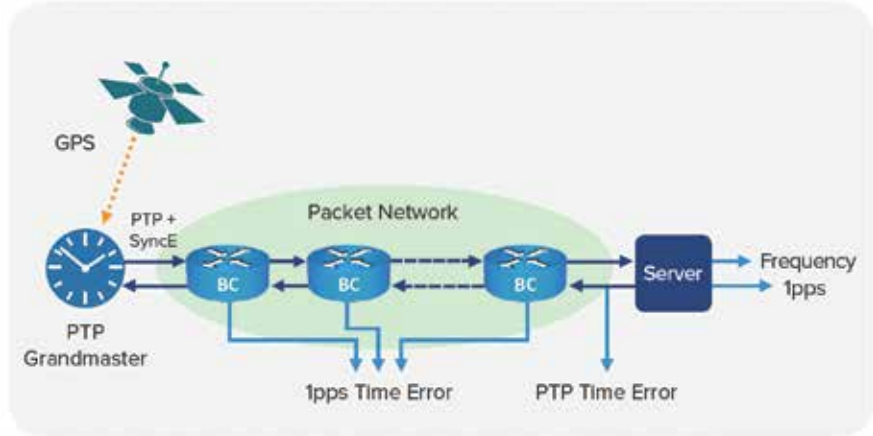 GPS
PTP +
SyncE
Packet Network
BC
BC
BC
Server
Frequency
1pps
PTP
Grandmaster
1pps Time Error
PTP Time Error